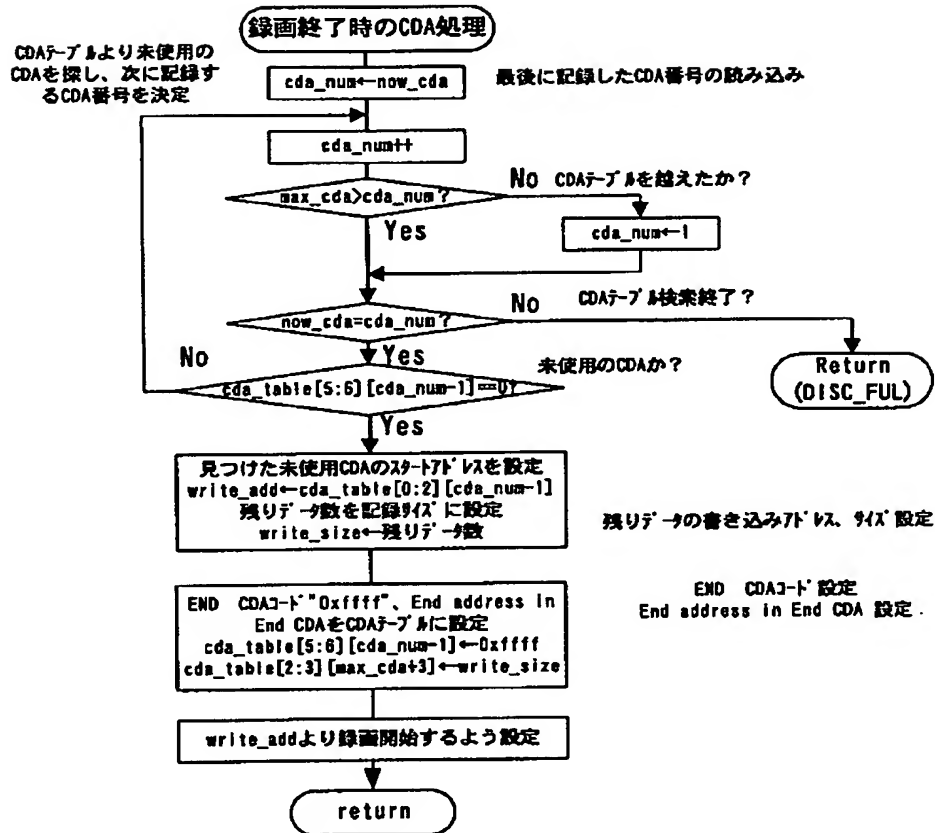 録画終了時のCDA処理
CDAテーブルより未使用の
CDAを探し、次に記録す
るCDA番号を決定
cda_num←now_cda
最後に記録したCDA番号の読み込み
cda_num++
max_cda>cda_num?
No
CDAテーブルを越えたか?
Yes
cda_num←1
now_cda=cda_num?
No
CDAテーブル検索終了?
Yes
Return
(DISC_FUL)
No
未使用のCDAか?
cda_table[5:6][cda_num-1]==0?
Yes
見つけた未使用CDAのスタートアドレスを設定
write_add←cda_table[0:2][cda_num-1]
残りデータ数を記録サイズに設定
write_size←残りデータ数
残りデータの書き込みアドレス、サイズ設定
END CDAコード"0xffff"、End address in
End CDAをCDAテーブルに設定
cda_table[5:6][cda_num-1]←0xffff
cda_table[2:3][max_cda+3]←write_size
END CDAコード設定
End address in End CDA 設定.
write_addより録画開始するよう設定
return